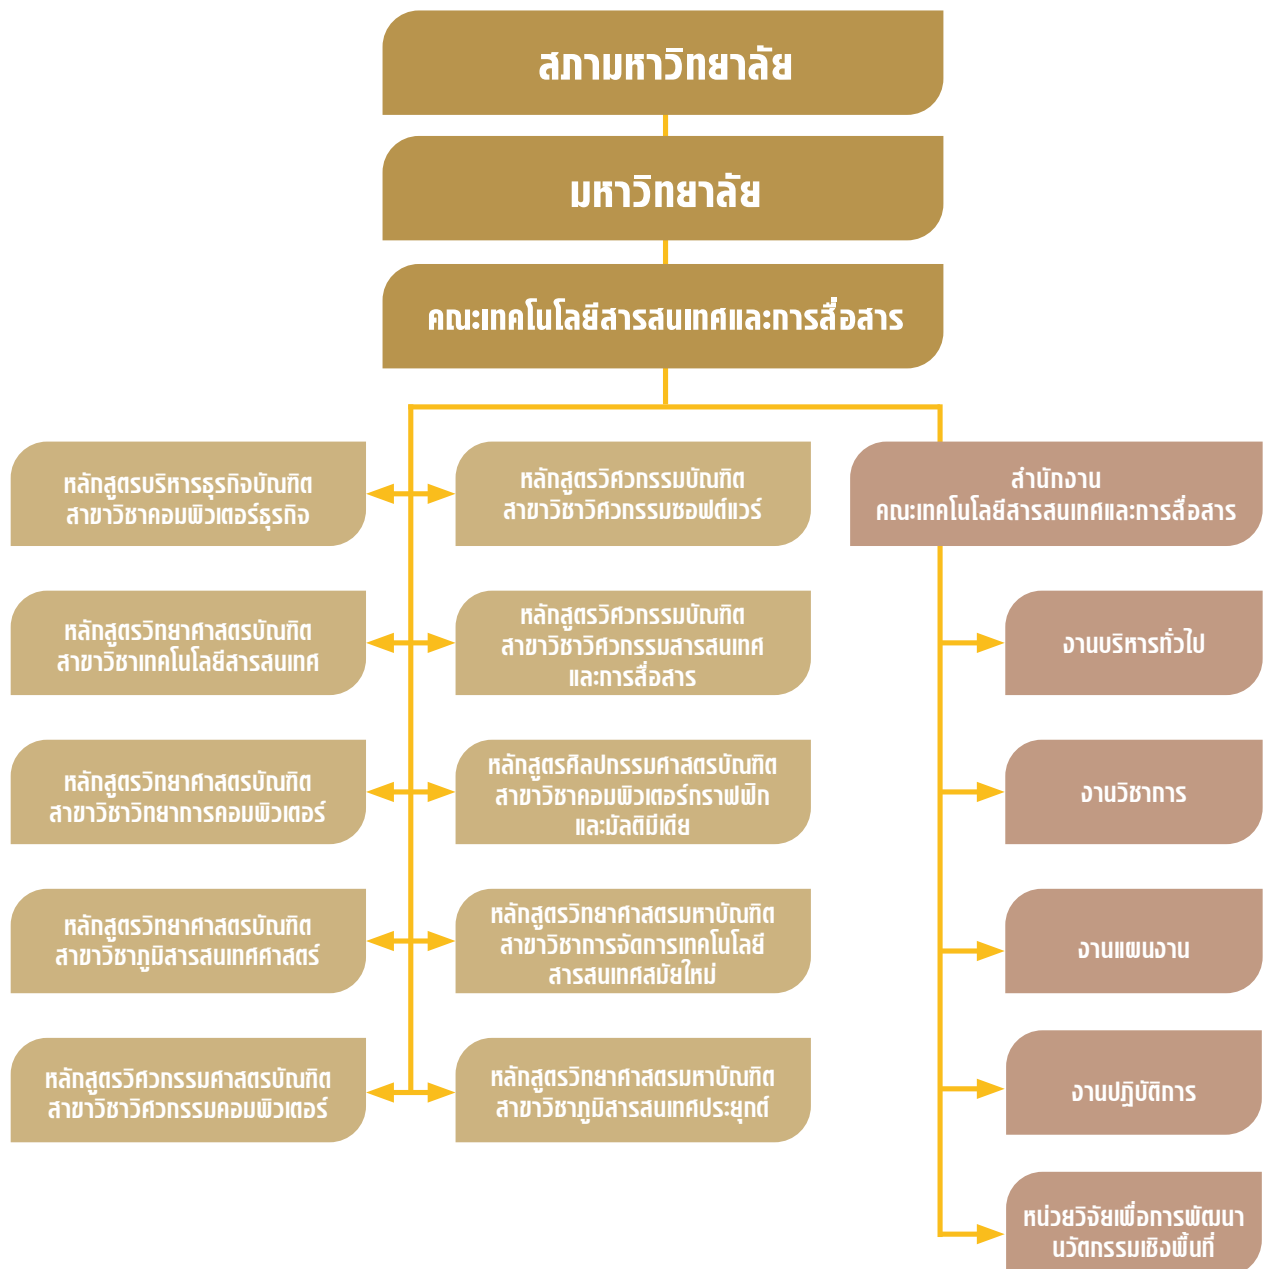 สภามหาวิทยาลัย
มหาวิทยาลัย
คณะเทคโนโลยีสารสนเทศและการสื่อสาร
หลักสูตรบริหารธุรกิจบัณฑิต
สาขาวิชาคอมพิวเตอร์ธุรกิจ
หลักสูตรวิทยาศาสตรบัณฑิต
สาขาวิชาเทคโนโลยีสารสนเทศ
หลักสูตรวิทยาศาสตรบัณฑิต
สาขาวิชาวิทยาการคอมพิวเตอร์
หลักสูตรวิทยาศาสตรบัณฑิต
สาขาวิชาภูมิสารสนเทศศาสตร์
หลักสูตรวิศวกรรมศาสตรบัณฑิต
สาขาวิชาวิศวกรรมคอมพิวเตอร์
หลักสูตรวิศวกรรมบัณฑิต
สาขาวิชาวิศวกรรมซอฟต์แวร์
หลักสูตรวิศวกรรมบัณฑิต
สาขาวิชาวิศวกรรมสารสนเทศ
และการสื่อสาร
หลักสูตรศิลปกรรมศาสตรบัณฑิต
สาขาวิชาคอมพิวเตอร์กราฟฟิก
และมัลติมีเดีย
หลักสูตรวิทยาศาสตรมหาบัณฑิต
สาขาวิชาการจัดการเทคโนโลยี
สารสนเทศสมัยใหม่
หลักสูตรวิทยาศาสตรมหาบัณฑิต
สาขาวิชาภูมิสารสนเทศประยุกต์
สำนักงาน
คณะเทคโนโลยีสารสนเทศและการสื่อสาร
งานบริหารทั่วไป
งานวิชาการ
งานแผนงาน
งานปฏิบัติการ
หน่วยวิจัยเพื่อการพัฒนา
นวัตกรรมเชิงพื้นที่